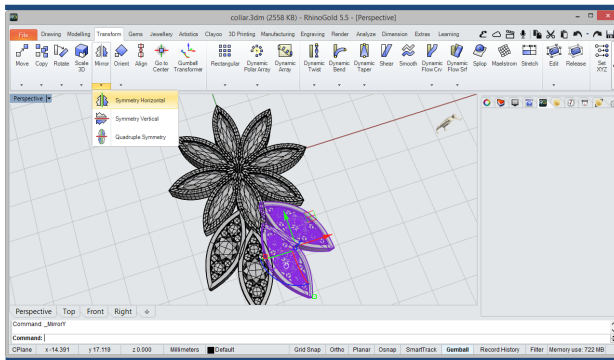 collar.3dm (2558 KB) - RhinoGold 5.5 - [Perspective]
File Drawing Modelling Transform Gems Jewellery Artistics Clayoo 3D Printing Manufacturing Engraving Render Analyze Dimension Extras Learning
Move Copy Rotate Scale 3D Mirror Orient Align Go to Center Gumball Transformer Rectangular Dynamic Polar Array Dynamic Array Dynamic Twist Dynamic Bend Dynamic Taper Shear Smooth Dynamic Flow Crv Dynamic Flow Srf Splop Maelstrom Stretch Edit Release Set XYZ
Perspective
Symmetry Horizontal
Symmetry Vertical
Quadruple Symmetry
Perspective Top Front Right
Command: _MirrorY
Command:
CPlane x -14.391 y 17.119 z 0.000 Millimeters Default Grid Snap Ortho Planar Osnap SmartTrack Gumball Record History Filter Memory use: 722 MB